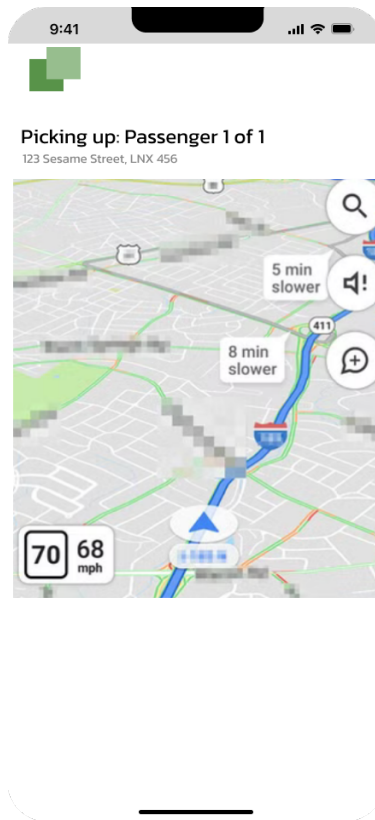 9:41
Picking up: Passenger 1 of 1
123 Sesame Street, LNX 456
5 min
slower
411
8 min
slower
70
68
mph